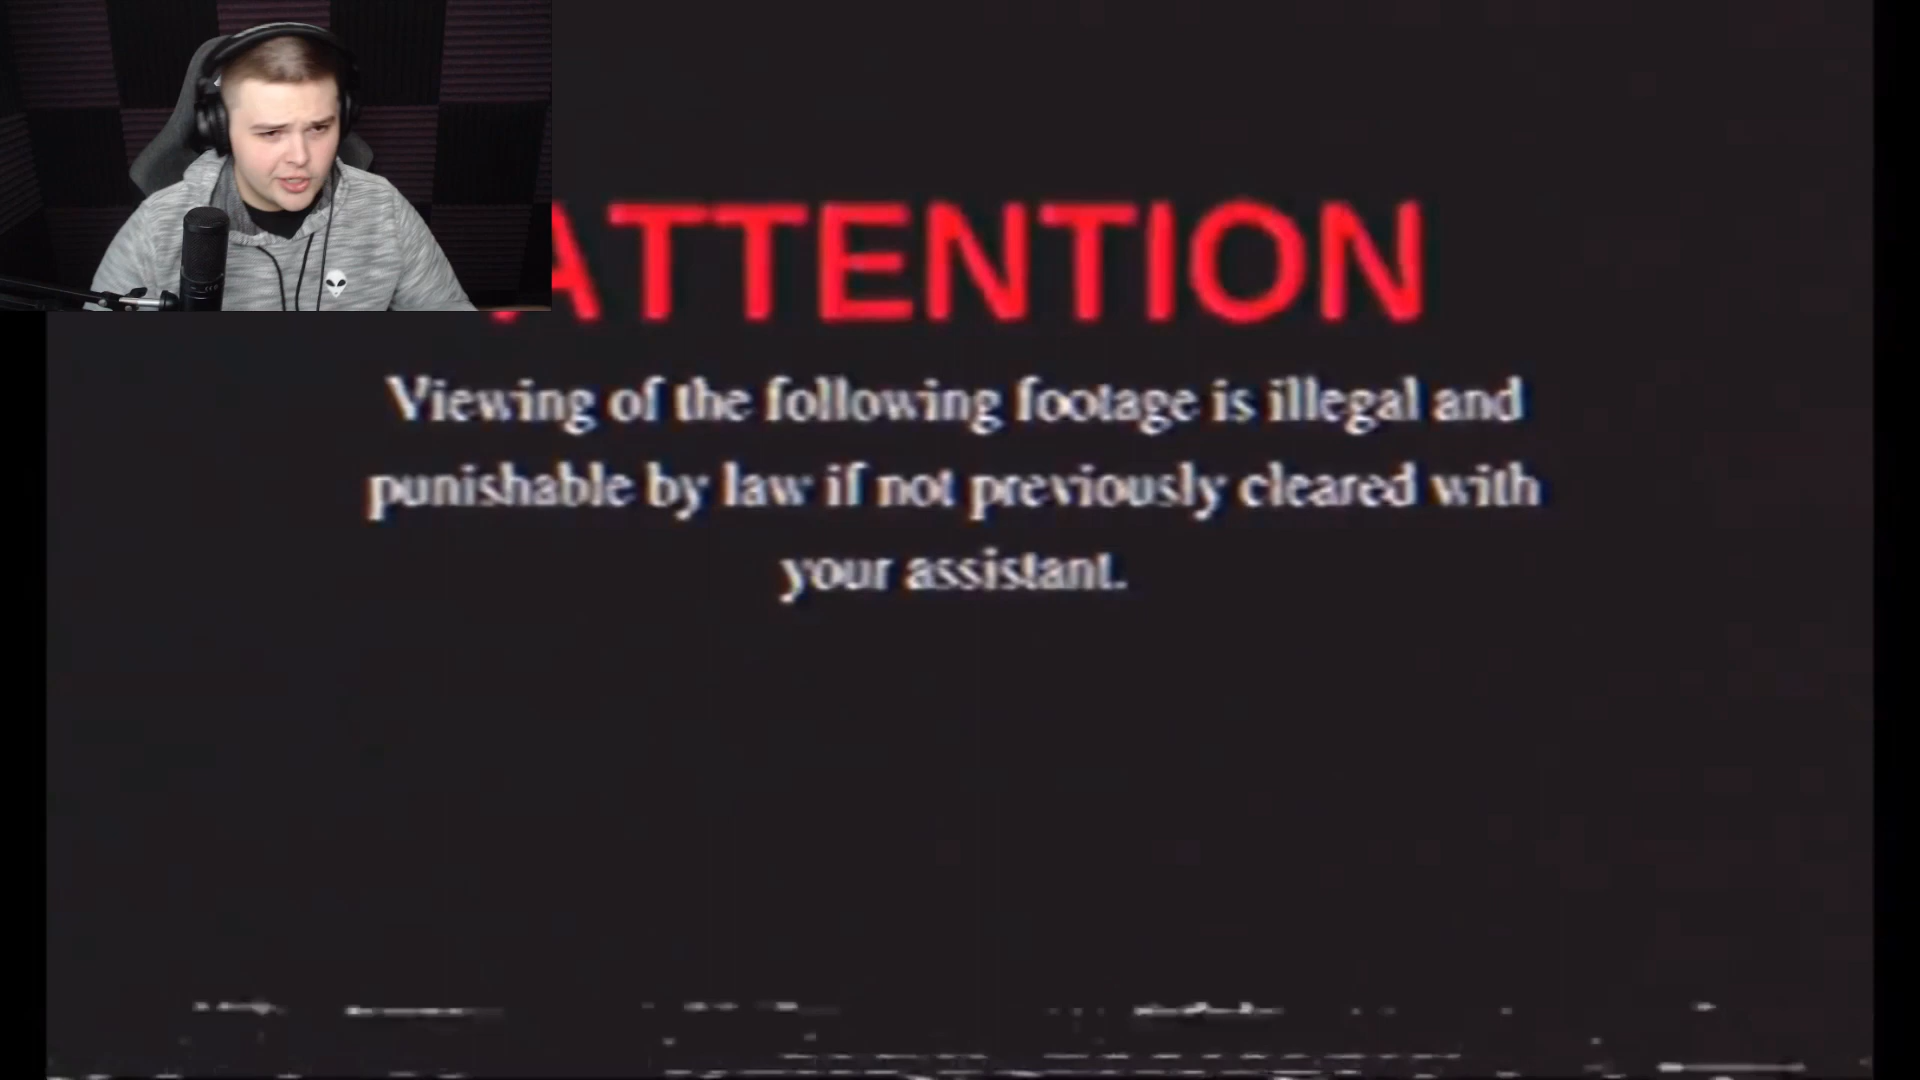 ATTENTION
Viewing of the following footage is illegal and
punishable by law if not previously cleared with
your assistant.